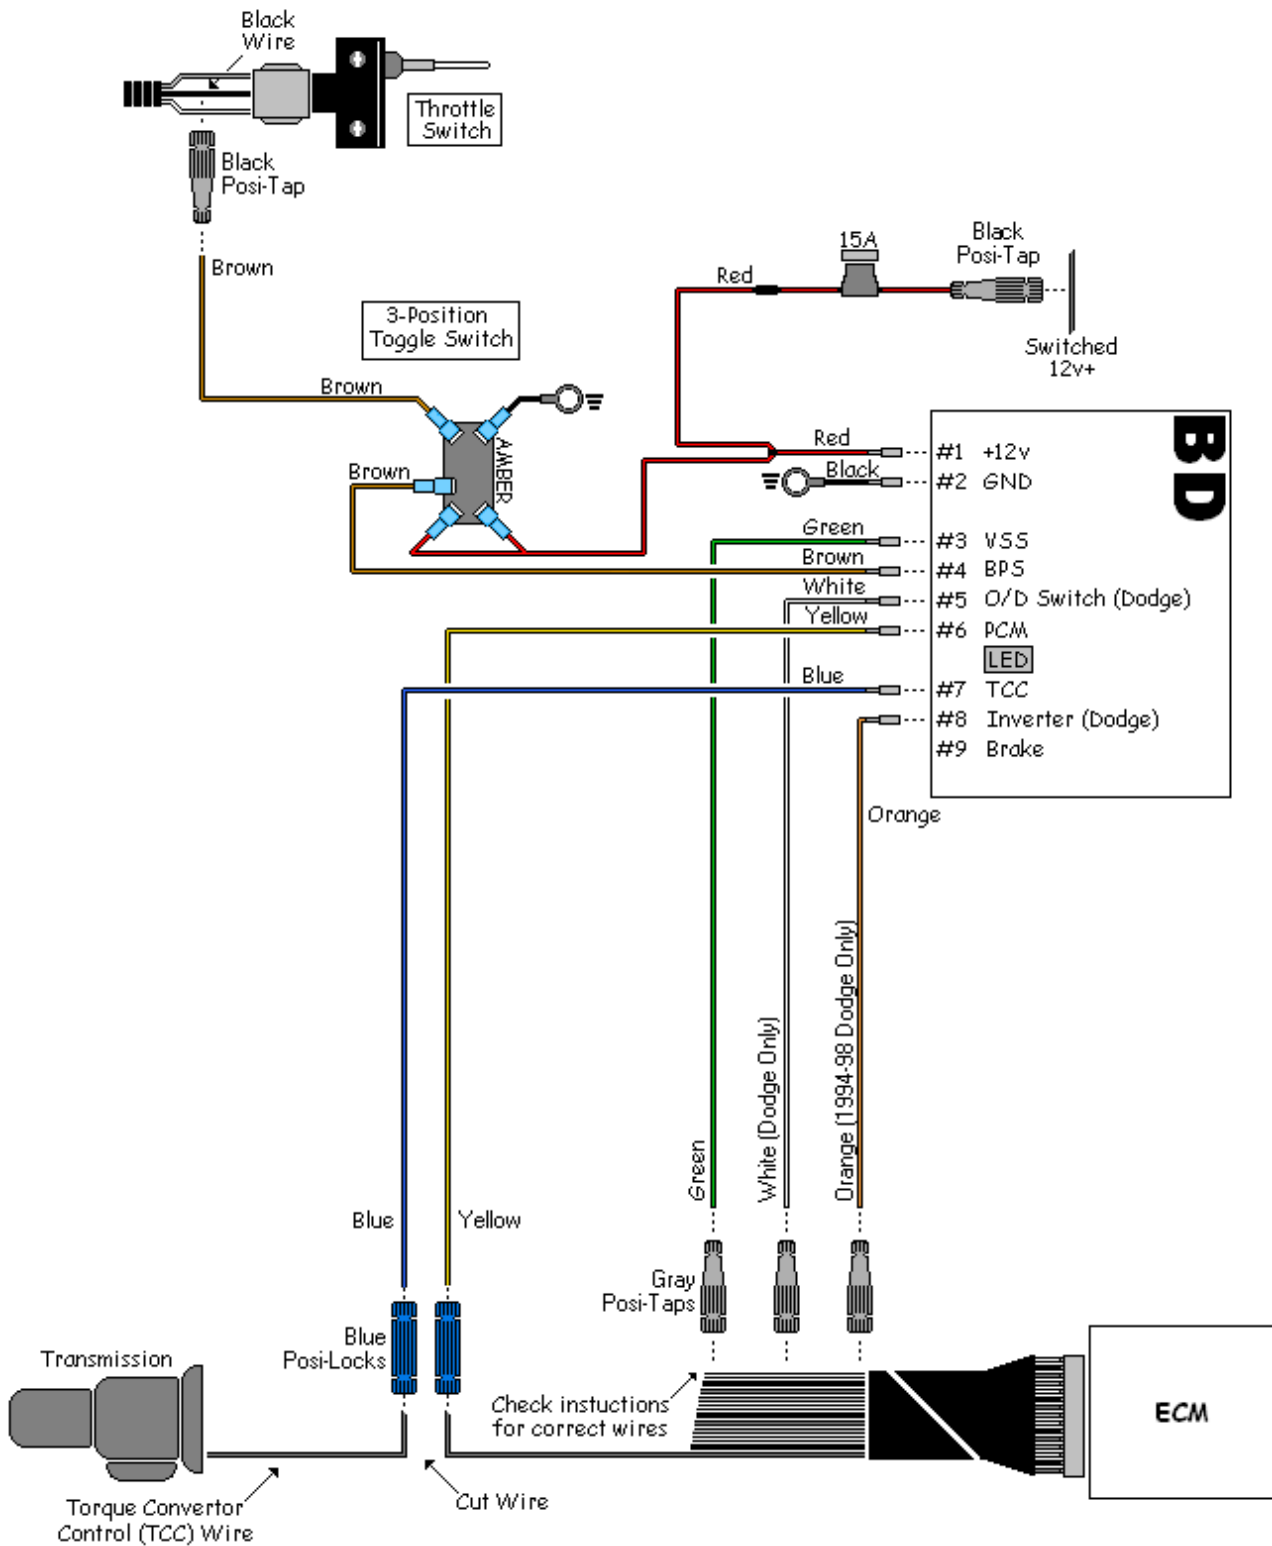 Black
Wire
Throttle
Switch
Black
Posi-Tap
Brown
15A
Black
Posi-Tap
Red
Switched
12v+
3-Position
Toggle Switch
Brown
AMBER
Brown
BD
Red
#1 +12v
Black
#2 GND
Green
#3 VSS
Brown
#4 BPS
White
#5 O/D Switch (Dodge)
Yellow
#6 PCM
LED
Blue
#7 TCC
#8 Inverter (Dodge)
#9 Brake
Orange
Green
White (Dodge Only)
Orange (1994-98 Dodge Only)
Blue
Yellow
Gray
Posi-Taps
Blue
Posi-Locks
Transmission
Check instuctions
for correct wires
ECM
Cut Wire
Torque Convertor
Control (TCC) Wire